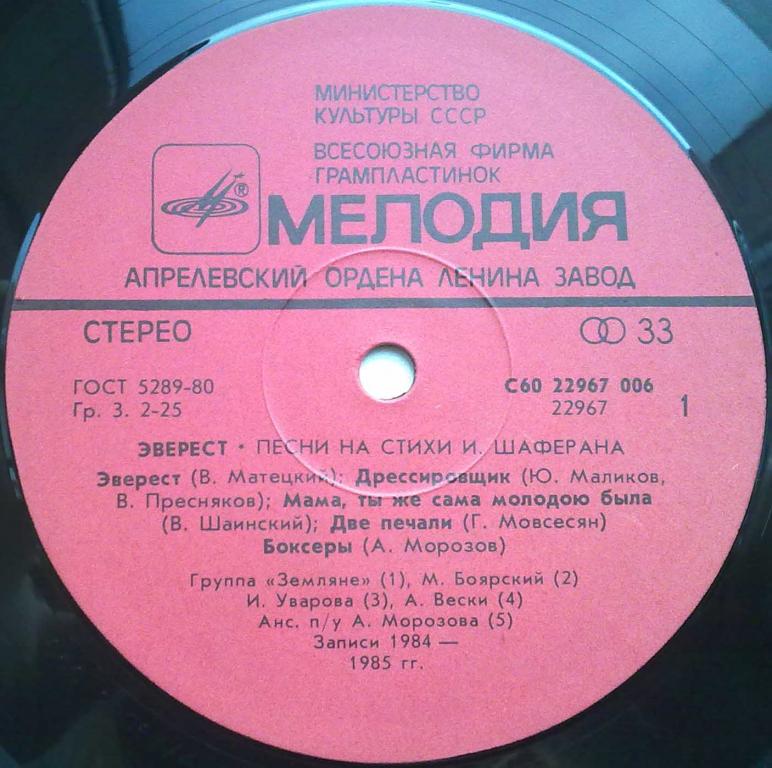 МИНИСТЕРСТВО
КУЛЬТУРЫ СССР
ВСЕСОЮЗНАЯ ФИРМА
ГРАМПЛАСТИНОК
®
МЕЛОДИЯ
АПРЕЛЕВСКИЙ ОРДЕНА ЛЕНИНА ЗАВОД
СТЕРЕО 33
ГОСТ 5289-80 С60 22967 006
Гр. 3. 2-25 22967 1
ЭВЕРЕСТ • ПЕСНИ НА СТИХИ И. ШАФЕРАНА
Эверест (В. Матецкий); Дрессировщик (Ю. Маликов,
В. Пресняков); Мама, ты же сама молодою была
(В. Шаинский); Две печали (Г. Мовсесян)
Боксеры (А. Морозов)
Группа «Земляне» (1), М. Боярский (2)
И. Уварова (3), А. Вески (4)
Анс. п/у А. Морозова (5)
Записи 1984 —
1985 гг.